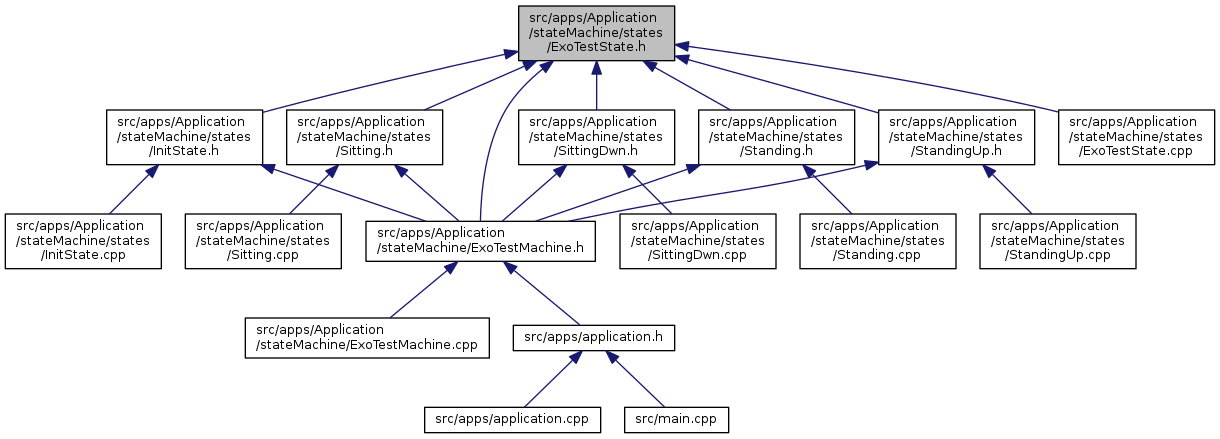 src/apps/Application
/stateMachine/states
/ExoTestState.h
src/apps/Application
/stateMachine/states
/InitState.h
src/apps/Application
/stateMachine/states
/Sitting.h
src/apps/Application
/stateMachine/states
/SittingDwn.h
src/apps/Application
/stateMachine/states
/Standing.h
src/apps/Application
/stateMachine/states
/StandingUp.h
src/apps/Application
/stateMachine/states
/ExoTestState.cpp
src/apps/Application
/stateMachine/states
/InitState.cpp
src/apps/Application
/stateMachine/states
/Sitting.cpp
src/apps/Application
/stateMachine/ExoTestMachine.h
src/apps/Application
/stateMachine/states
/SittingDwn.cpp
src/apps/Application
/stateMachine/states
/Standing.cpp
src/apps/Application
/stateMachine/states
/StandingUp.cpp
src/apps/Application
/stateMachine/ExoTestMachine.cpp
src/apps/application.h
src/apps/application.cpp
src/main.cpp